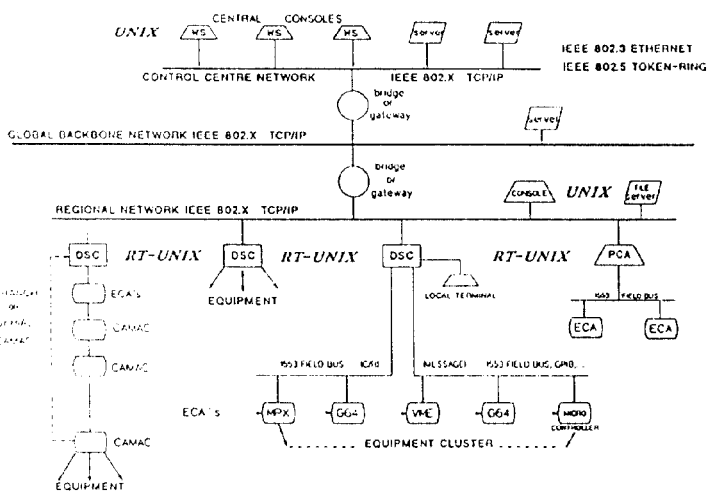 CENTRAL CONSOLES
UNIX
WS
WS
WS
server
server
IEEE 802.3 ETHERNET
IEEE 802.5 TOKEN-RING
CONTROL CENTRE NETWORK IEEE 802.X TCP/IP
bridge
or
gateway
server
GLOBAL BACKBONE NETWORK IEEE 802.X TCP/IP
bridge
or
gateway
CONSOLE
UNIX
FILE
server
REGIONAL NETWORK IEEE 802.X TCP/IP
DSC
RT-UNIX
DSC
RT-UNIX
DSC
RT-UNIX
PCA
ECA's
EQUIPMENT
LOCAL TERMINAL
1553 FIELD BUS
ECA
ECA
OR
CAMAC
CAMAC
CAMAC
1553 FIELD BUS
(MESSAGE)
1553 FIELD BUS, GPIB,
ECA's
MPX
G64
VME
G64
MICRO
CONTROLLER
CAMAC
EQUIPMENT CLUSTER
EQUIPMENT